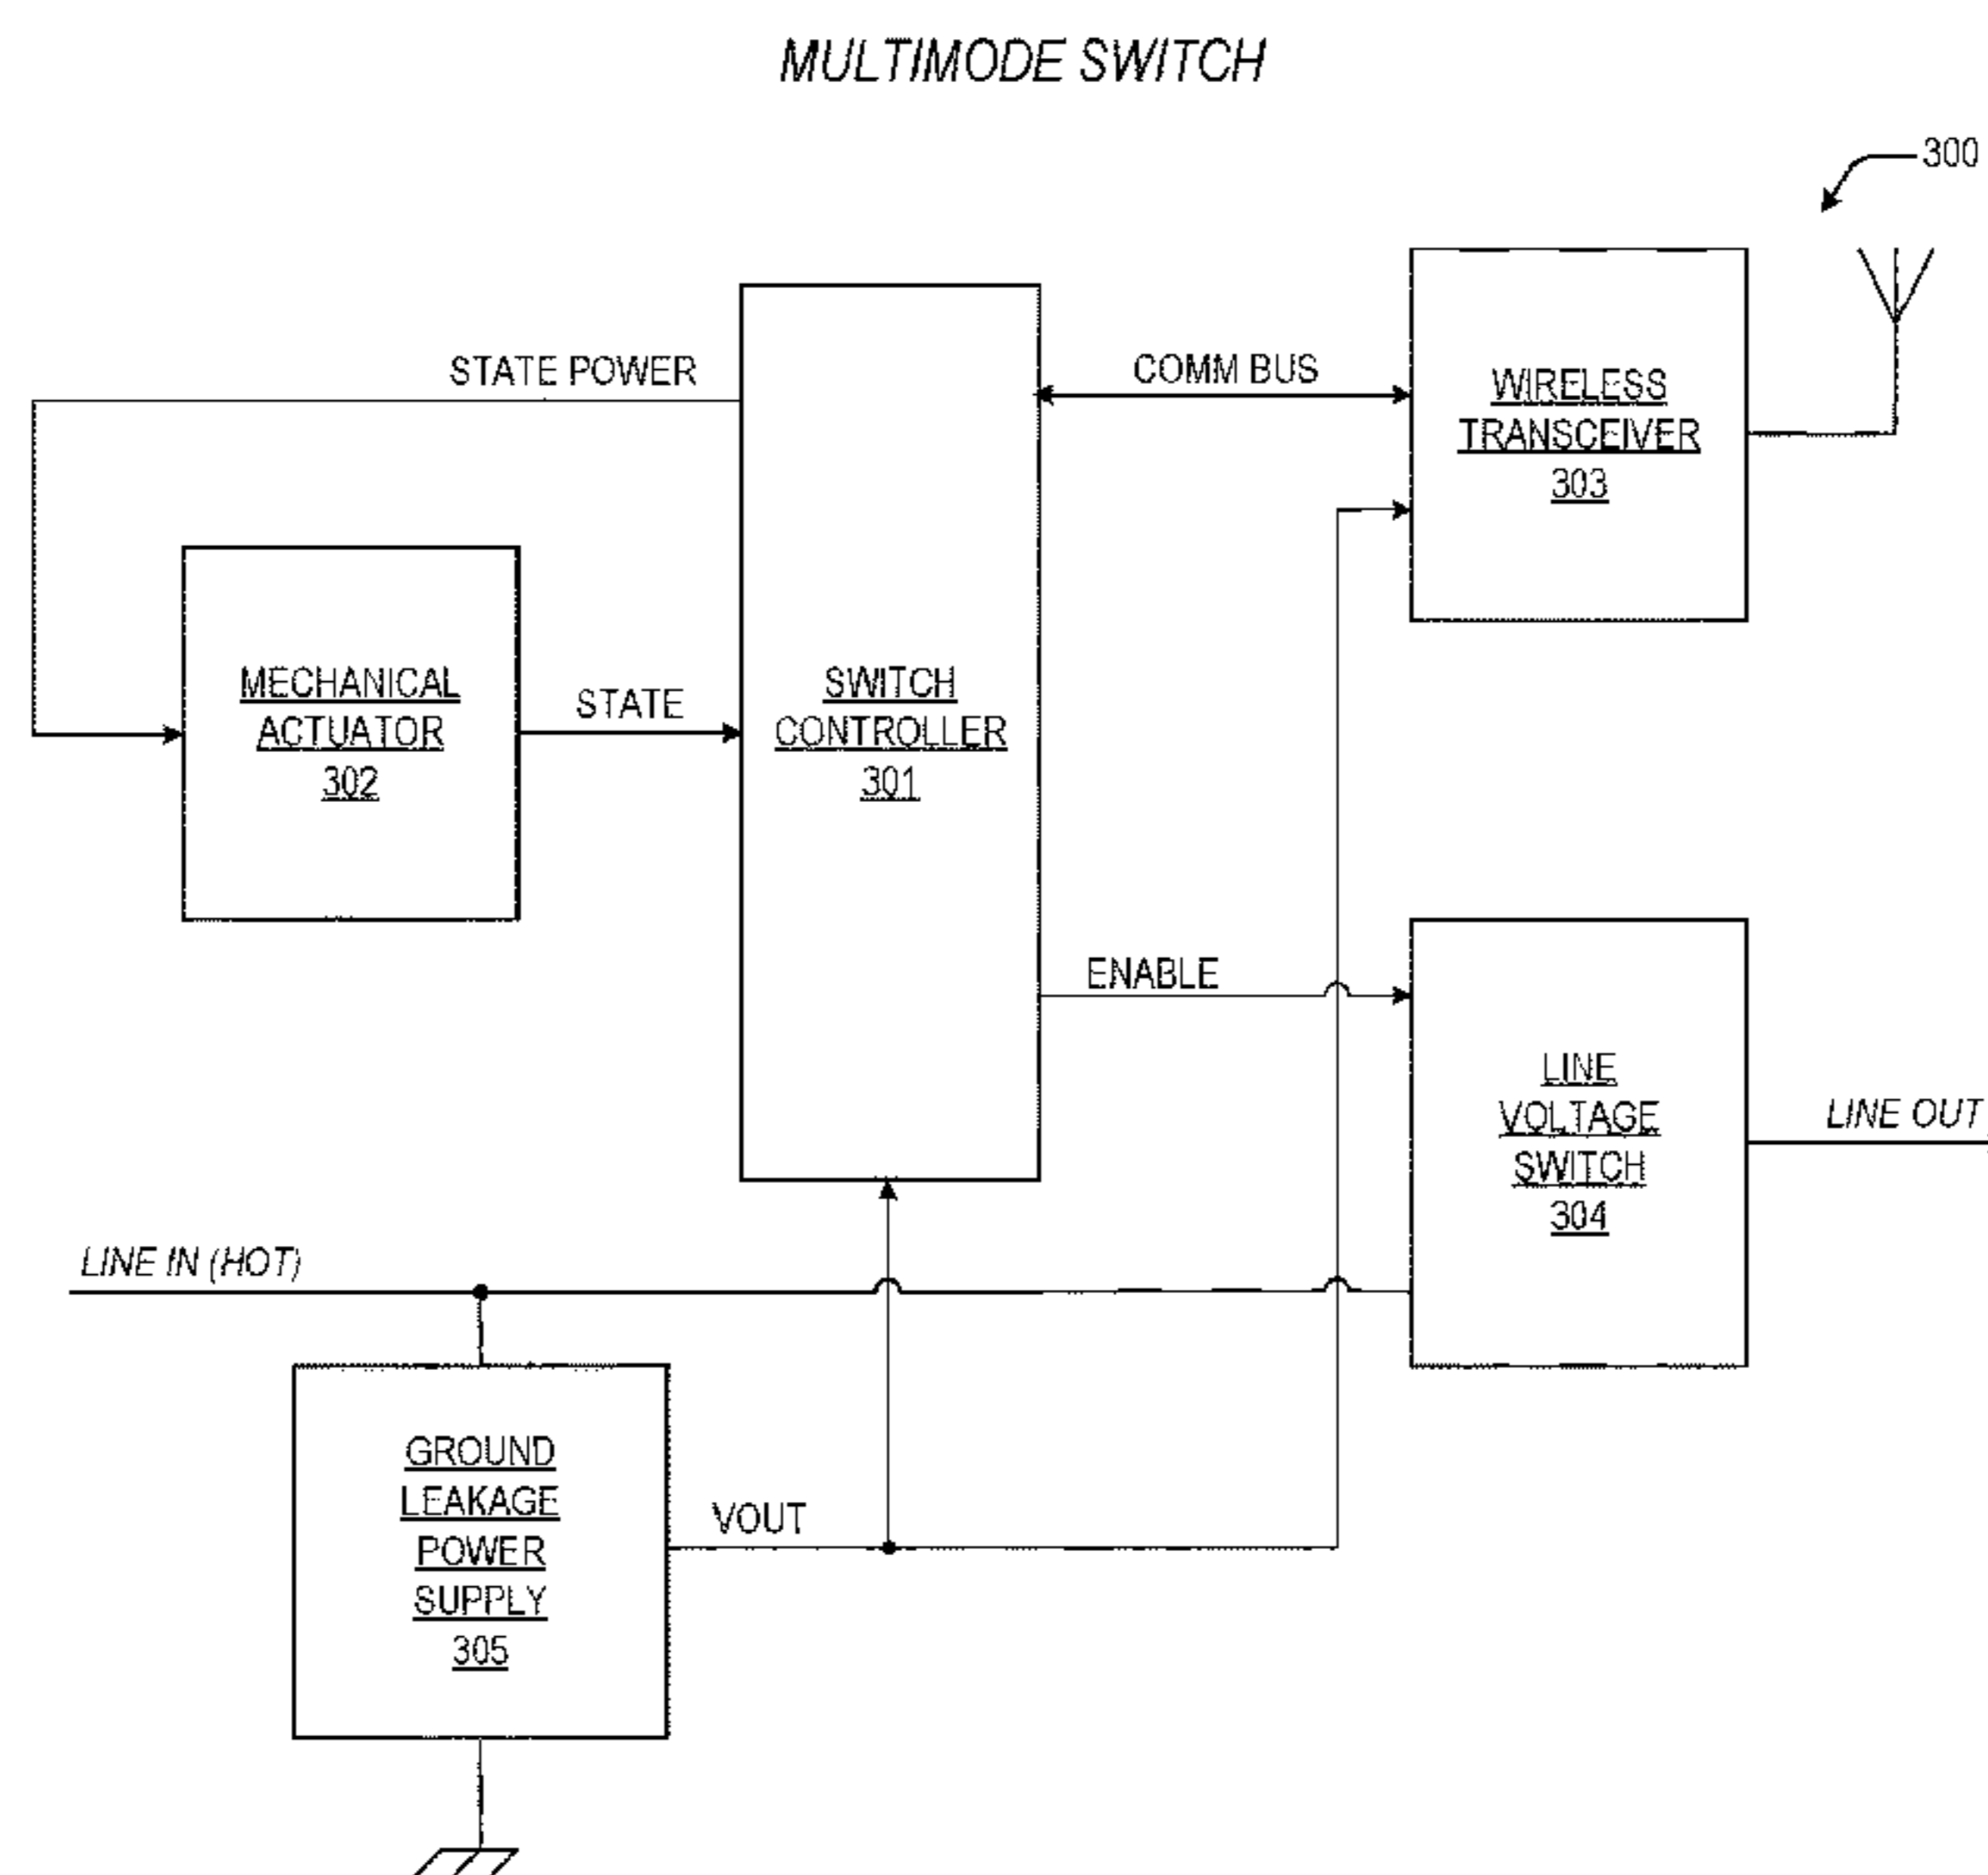 MULTIMODE SWITCH
300
STATE POWER
COMM BUS
WIRELESS
TRANSCEIVER
303
MECHANICAL
ACTUATOR
302
STATE
SWITCH
CONTROLLER
301
ENABLE
LINE
VOLTAGE
SWITCH
304
LINE OUT
LINE IN (HOT)
GROUND
LEAKAGE
POWER
SUPPLY
305
VOUT